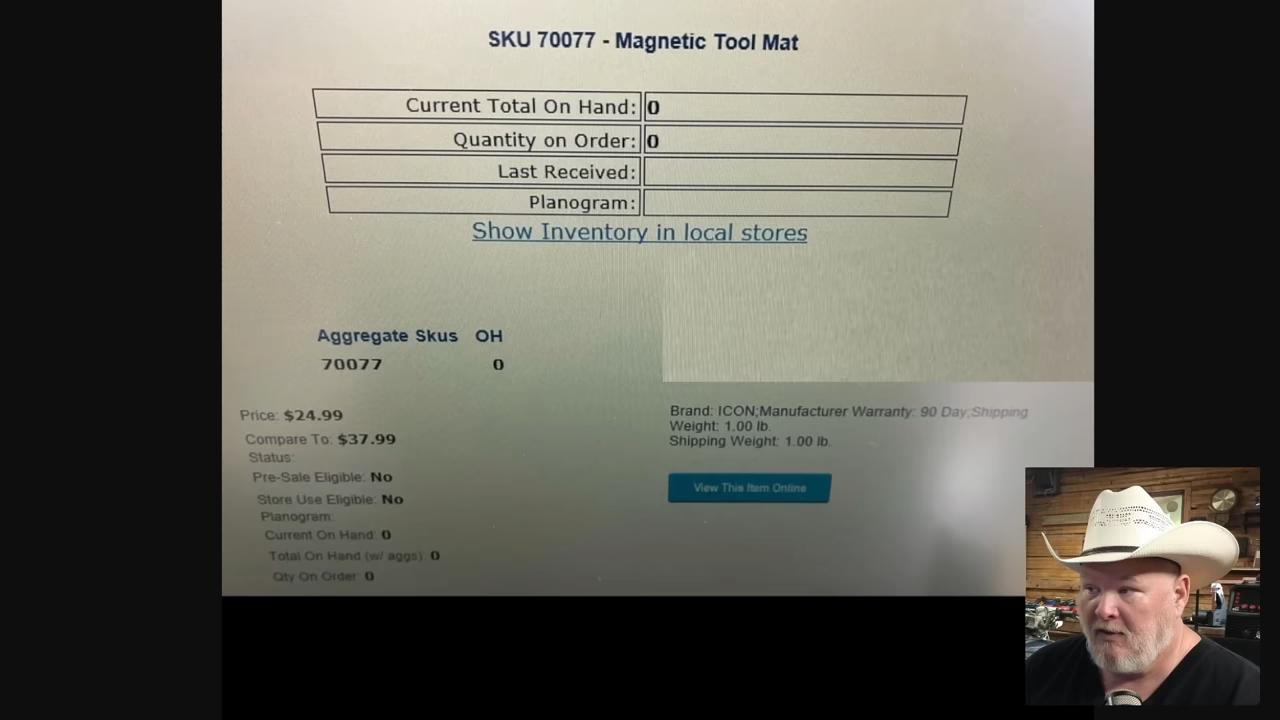 SKU 70077 - Magnetic Tool Mat
Current Total On Hand: 0
Quantity on Order: 0
Last Received:
Planogram:
Show Inventory in local stores
Aggregate Skus OH
70077 0
Price: $24.99
Compare To: $37.99
Status:
Pre-Sale Eligible: No
Store Use Eligible: No
Planogram:
Current On Hand: 0
Total On Hand (w/ aggs): 0
Qty On Order: 0
Brand: ICON;Manufacturer Warranty: 90 Day;Shipping
Weight: 1.00 lb.
Shipping Weight: 1.00 lb.
View This Item Online